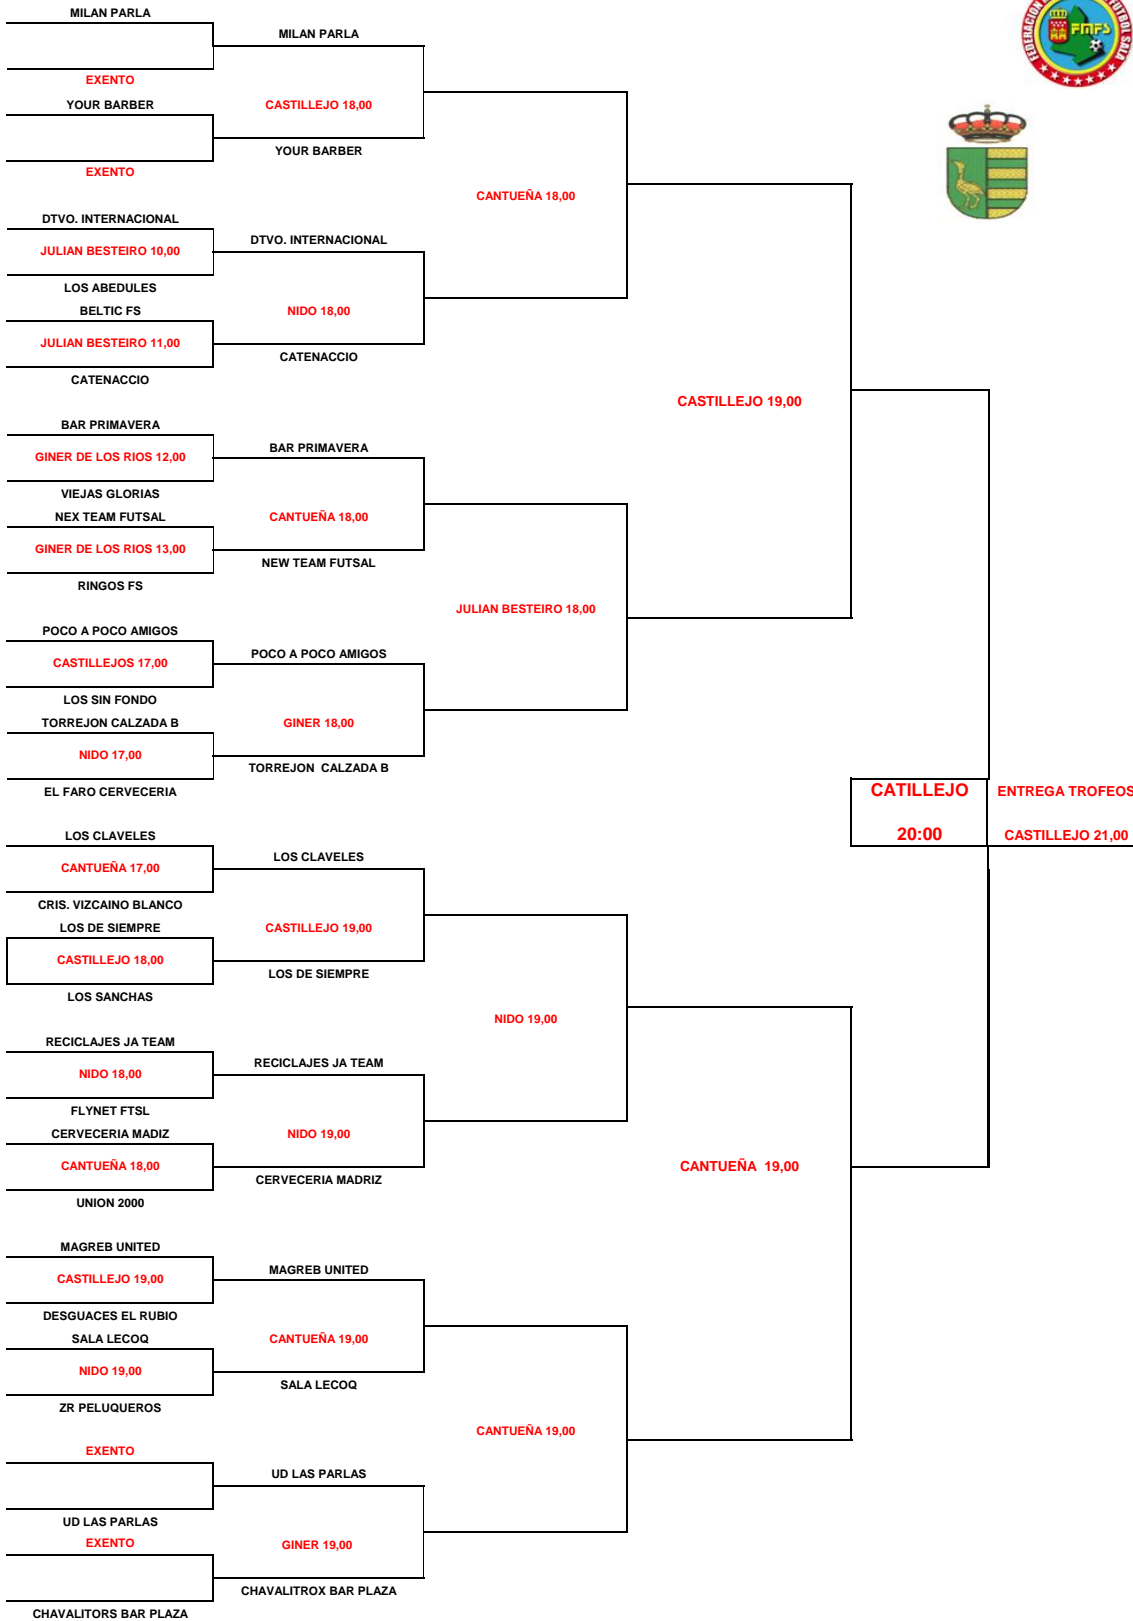 MILAN PARLA
EXENTO
YOUR BARBER
EXENTO
DTVO. INTERNACIONAL
JULIAN BESTEIRO 10,00
LOS ABEDULES
BELTIC FS
JULIAN BESTEIRO 11,00
CATENACCIO
BAR PRIMAVERA
GINER DE LOS RIOS 12,00
VIEJAS GLORIAS
NEX TEAM FUTSAL
GINER DE LOS RIOS 13,00
RINGOS FS
POCO A POCO AMIGOS
CASTILLEJOS 17,00
LOS SIN FONDO
TORREJON CALZADA B
NIDO 17,00
EL FARO CERVECERIA
LOS CLAVELES
CANTUEÑA 17,00
CRIS. VIZCAINO BLANCO
LOS DE SIEMPRE
CASTILLEJO 18,00
LOS SANCHAS
RECICLAJES JA TEAM
NIDO 18,00
FLYNET FTSL
CERVECERIA MADIZ
CANTUEÑA 18,00
UNION 2000
MAGREB UNITED
CASTILLEJO 19,00
DESGUACES EL RUBIO
SALA LECOQ
NIDO 19,00
ZR PELUQUEROS
EXENTO
UD LAS PARLAS
EXENTO
CHAVALITORS BAR PLAZA
MILAN PARLA
CASTILLEJO 18,00
YOUR BARBER
DTVO. INTERNACIONAL
NIDO 18,00
CATENACCIO
BAR PRIMAVERA
CANTUEÑA 18,00
NEW TEAM FUTSAL
POCO A POCO AMIGOS
GINER 18,00
TORREJON CALZADA B
LOS CLAVELES
CASTILLEJO 19,00
LOS DE SIEMPRE
RECICLAJES JA TEAM
NIDO 19,00
CERVECERIA MADRIZ
MAGREB UNITED
CANTUEÑA 19,00
SALA LECOQ
UD LAS PARLAS
GINER 19,00
CHAVALITROX BAR PLAZA
CANTUEÑA 18,00
JULIAN BESTEIRO 18,00
NIDO 19,00
CANTUEÑA 19,00
CASTILLEJO 19,00
CANTUEÑA 19,00
CATILLEJO
20:00
ENTREGA TROFEOS
CASTILLEJO 21,00
FMFS